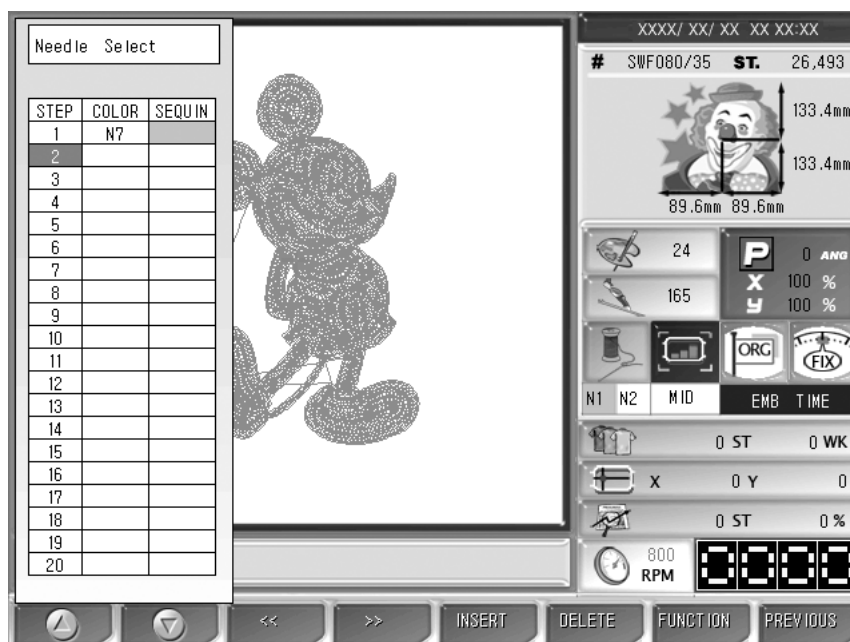 Needle Select
STEP COLOR SEQUIN
1 N7
2
3
4
5
6
7
8
9
10
11
12
13
14
15
16
17
18
19
20
XXXX/ XX/ XX XX XX:XX
# SWF080/35 ST. 26,493
133.4mm
133.4mm
89.6mm 89.6mm
24
165
P 0 ANG
X 100 %
Y 100 %
ORG
FIX
N1 N2 MID EMB TIME
0 ST 0 WK
X 0 Y 0
0 ST 0 %
800
RPM
0000
<< >> INSERT DELETE FUNCTION PREVIOUS